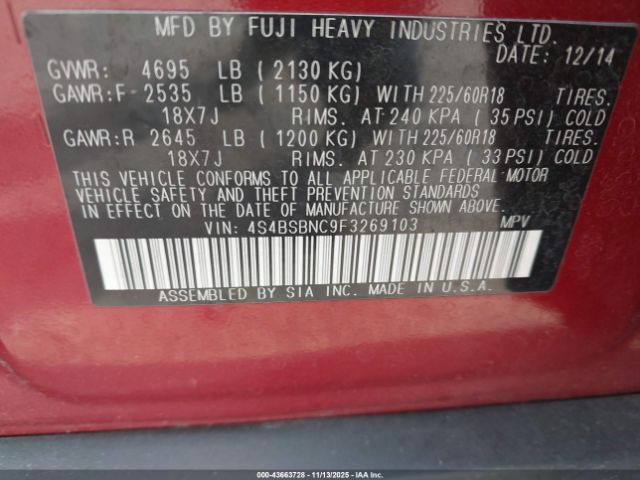 MFD BY FUJI HEAVY INDUSTRIES LTD.
DATE: 12/14
GVWR: 4695 LB ( 2130 KG)
GAWR:F 2535 LB ( 1150 KG) WITH 225/60R18 TIRES.
18X7J RIMS. AT 240 KPA ( 35 PSI) COLD
GAWR:R 2645 LB ( 1200 KG) WITH 225/60R18 TIRES.
18X7J RIMS. AT 230 KPA ( 33 PSI) COLD
THIS VEHICLE CONFORMS TO ALL APPLICABLE FEDERAL MOTOR
VEHICLE SAFETY AND THEFT PREVENTION STANDARDS
IN EFFECT ON THE DATE OF MANUFACTURE SHOWN ABOVE.
VIN: 4S4BSBNC9F3269103 MPV
ASSEMBLED BY SIA INC. MADE IN U.S.A.
000-43663728 - 11/13/2025 - COPYRIGHT IAA, LLC.